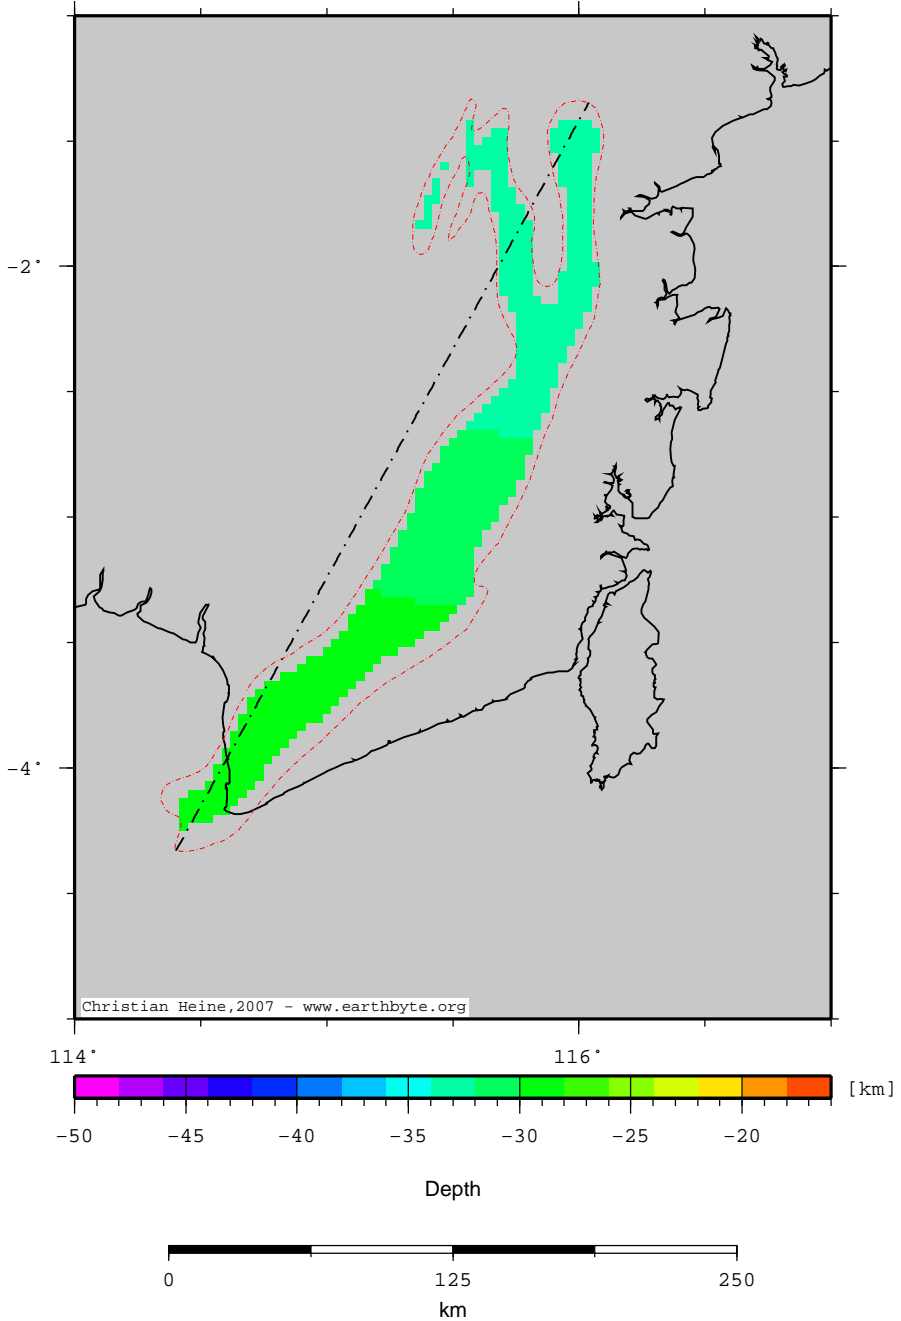 −2°
−4°
Christian Heine,2007 − www.earthbyte.org
114° 116°
[km]
−50 −45 −40 −35 −30 −25 −20
Depth
0 125 250
km